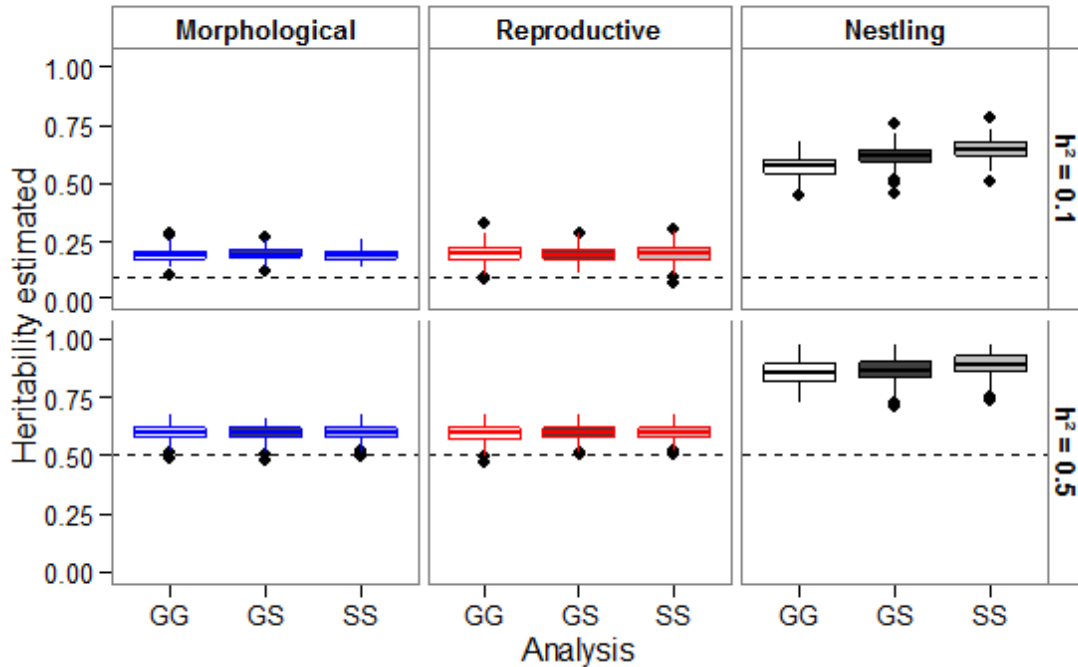 Morphological
Reproductive
Nestling
Heritability estimated
1.00
0.75
0.50
0.25
0.00
h² = 0.1
1.00
0.75
0.50
0.25
0.00
h² = 0.5
GG GS SS
GG GS SS
GG GS SS
Analysis